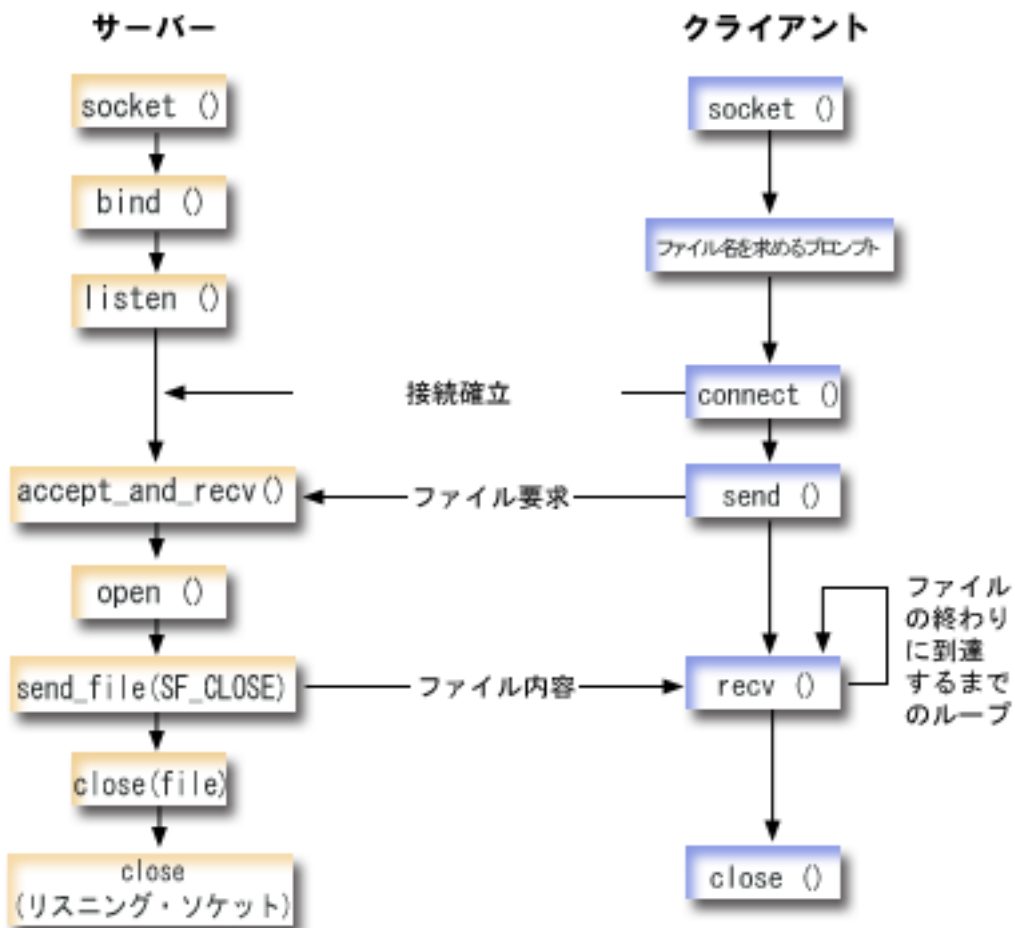 サーバー
クライアント
socket ()
socket ()
bind ()
ファイル名を求めるプロンプト
listen ()
接続確立
connect ()
accept_and_recv()
ファイル要求
send ()
open ()
ファイル
の終わり
に到達
するまで
のループ
send_file(SF_CLOSE)
ファイル内容
recv ()
close(file)
close
(リスニング・ソケット)
close ()